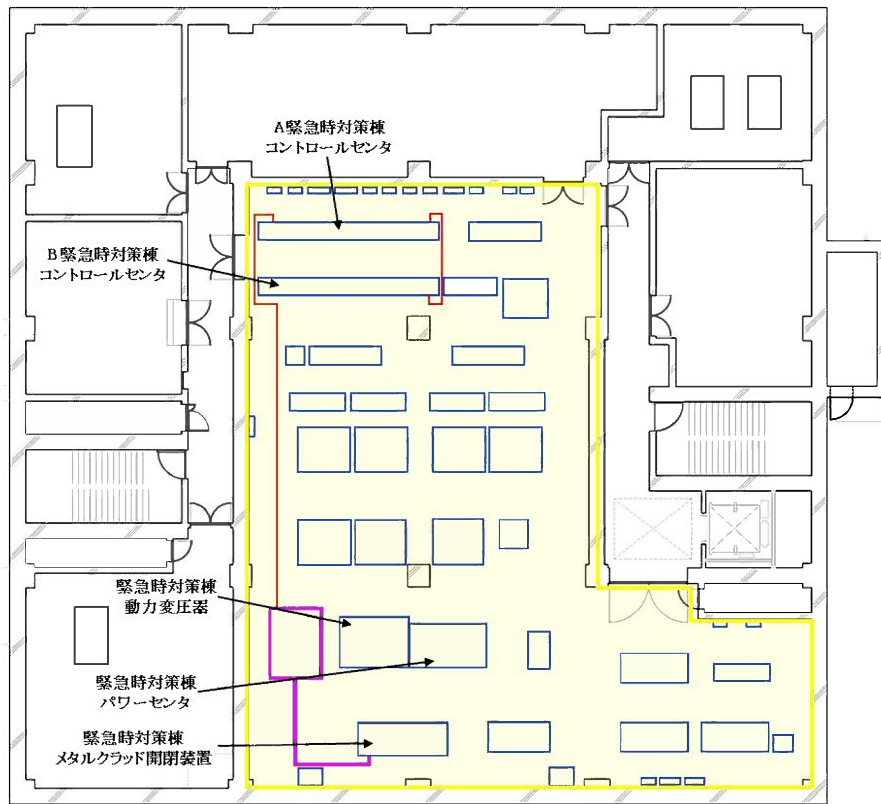 A緊急時対策棟
コントロールセンタ
B緊急時対策棟
コントロールセンタ
緊急時対策棟
動力変圧器
緊急時対策棟
パワーセンタ
緊急時対策棟
メタルクラッド開閉装置